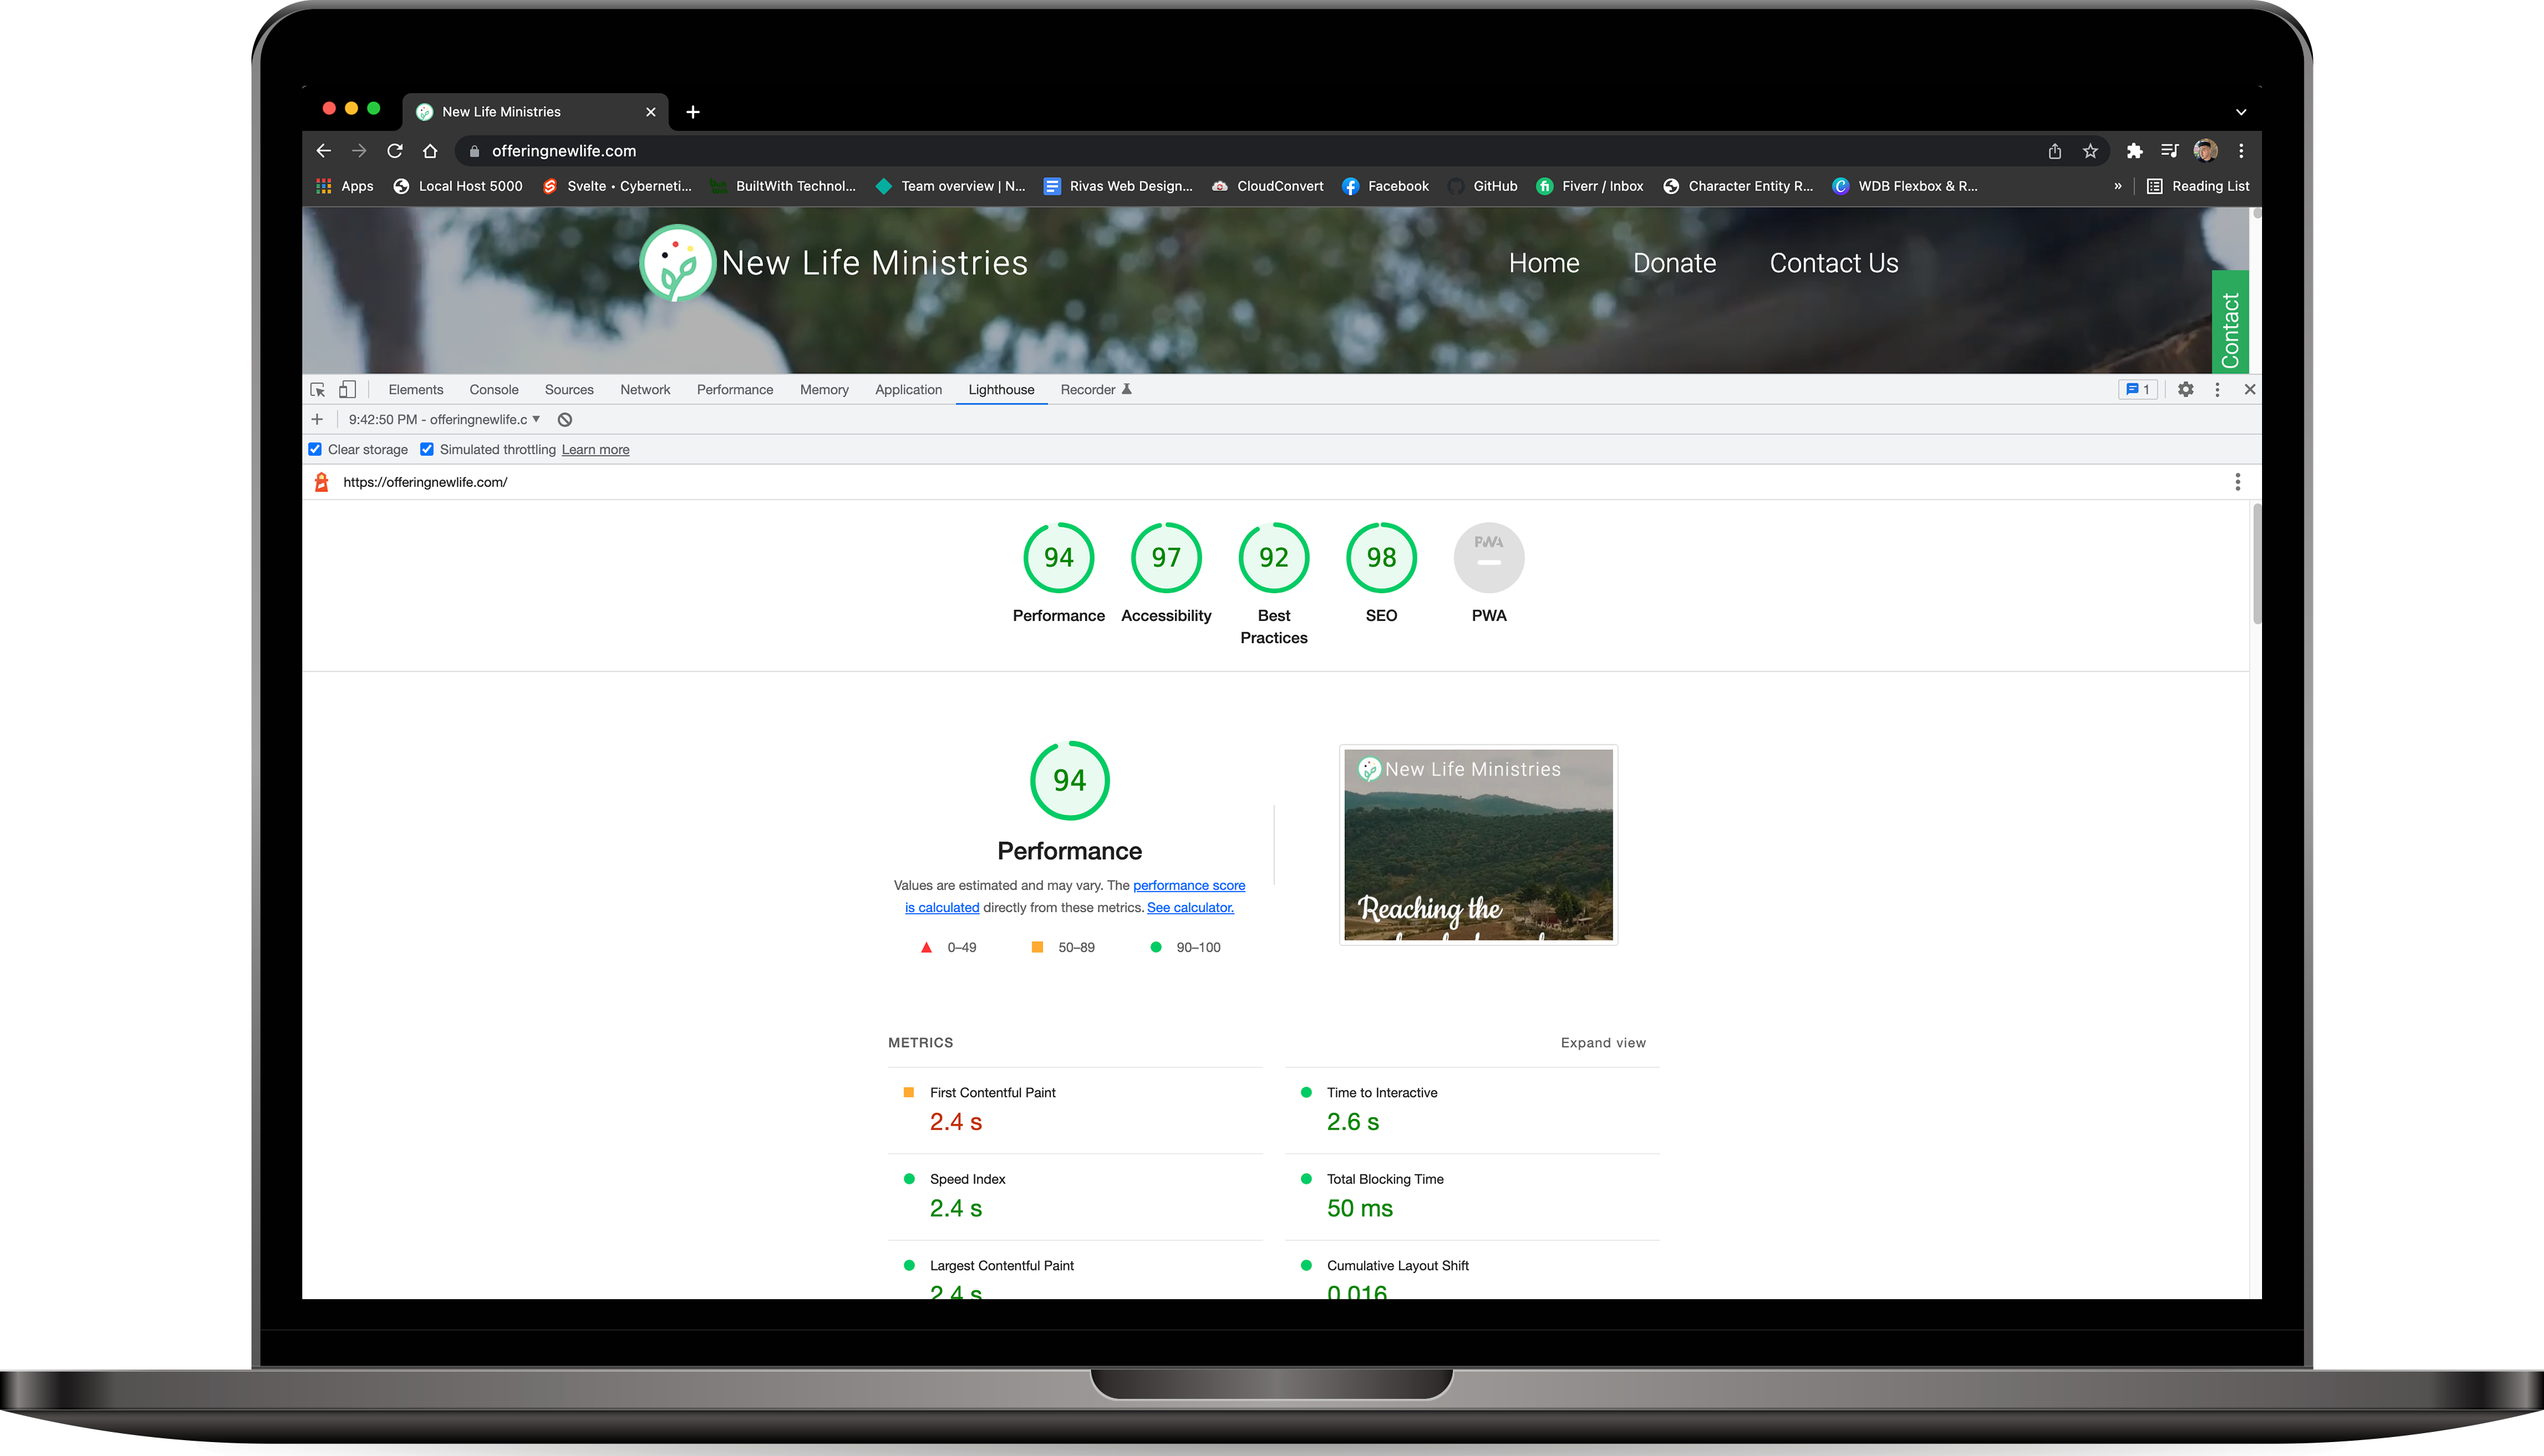 New Life Ministries
offeringnewlife.com
Apps Local Host 5000 Svelte • Cyberneti... BuiltWith Technol... Team overview | N... Rivas Web Design... CloudConvert Facebook GitHub Fiverr / Inbox Character Entity R... WDB Flexbox & R... » Reading List
New Life Ministries Home Donate Contact Us
Contact
Elements Console Sources Network Performance Memory Application Lighthouse Recorder 1
9:42:50 PM - offeringnewlife.c
Clear storage Simulated throttling Learn more
https://offeringnewlife.com/
94 97 92 98 PWA
Performance Accessibility Best Practices SEO PWA
94
Performance
Values are estimated and may vary. The performance score
is calculated directly from these metrics. See calculator.
0–49 50–89 90–100
New Life Ministries
Reaching the
METRICS Expand view
First Contentful Paint
2.4 s
Time to Interactive
2.6 s
Speed Index
2.4 s
Total Blocking Time
50 ms
Largest Contentful Paint
2.4 s
Cumulative Layout Shift
0.016